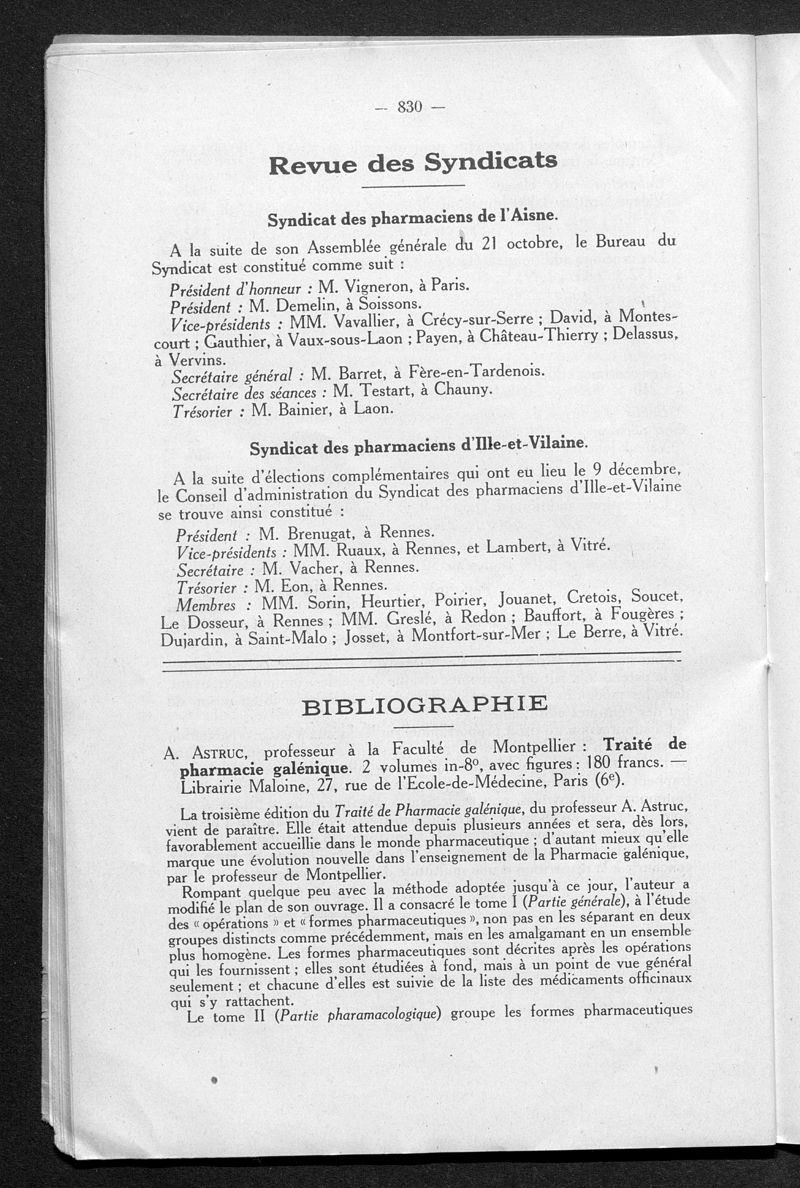 — 830 —
Revue des Syndicats
Syndicat des pharmaciens de l'Aisne.
A la suite de son Assemblée générale du 21 octobre, le Bureau du
Syndicat est constitué comme suit :
Président d'honneur : M. Vigneron, à Paris.
Président : M. Demelin, à Soissons.
Vice-présidents : MM. Vavallier, à Crécy-sur-Serre ; David, à Montes-
court ; Gauthier, à Vaux-sous-Laon ; Payen, à Château-Thierry ; Delassus,
à Vervins.
Secrétaire général : M. Barret, à Fère-en-Tardenois.
Secrétaire des séances : M. Testart, à Chauny.
Trésorier : M. Bainier, à Laon.
Syndicat des pharmaciens d'Ille-et-Vilaine.
A la suite d'élections complémentaires qui ont eu lieu le 9 décembre,
le Conseil d'administration du Syndicat des pharmaciens d'Ille-et-Vilaine
se trouve ainsi constitué :
Président : M. Brenugat, à Rennes.
Vice-présidents : MM. Ruaux, à Rennes, et Lambert, à Vitré.
Secrétaire : M. Vacher, à Rennes.
Trésorier : M. Eon, à Rennes.
Membres : MM. Sorin, Heurtier, Poirier, Jouanet, Cretois, Soucet,
Le Dosseur, à Rennes ; MM. Greslé, à Redon ; Bauffort, à Fougères ;
Dujardin, à Saint-Malo ; Josset, à Montfort-sur-Mer ; Le Berre, à Vitré.
BIBLIOGRAPHIE
A. ASTRUC, professeur à la Faculté de Montpellier : Traité de
pharmacie galénique. 2 volumes in-8º, avec figures : 180 francs. —
Librairie Maloine, 27, rue de l'Ecole-de-Médecine, Paris (6e).
La troisième édition du Traité de Pharmacie galénique, du professeur A. Astruc,
vient de paraître. Elle était attendue depuis plusieurs années et sera, dès lors,
favorablement accueillie dans le monde pharmaceutique ; d'autant mieux qu'elle
marque une évolution nouvelle dans l'enseignement de la Pharmacie galénique,
par le professeur de Montpellier.
Rompant quelque peu avec la méthode adoptée jusqu'à ce jour, l'auteur a
modifié le plan de son ouvrage. Il a consacré le tome I (Partie générale), à l'étude
des « opérations » et « formes pharmaceutiques », non pas en les séparant en deux
groupes distincts comme précédemment, mais en les amalgamant en un ensemble
plus homogène. Les formes pharmaceutiques sont décrites après les opérations
qui les fournissent ; elles sont étudiées à fond, mais à un point de vue général
seulement ; et chacune d'elles est suivie de la liste des médicaments officinaux
qui s'y rattachent.
Le tome II (Partie pharamacologique) groupe les formes pharmaceutiques